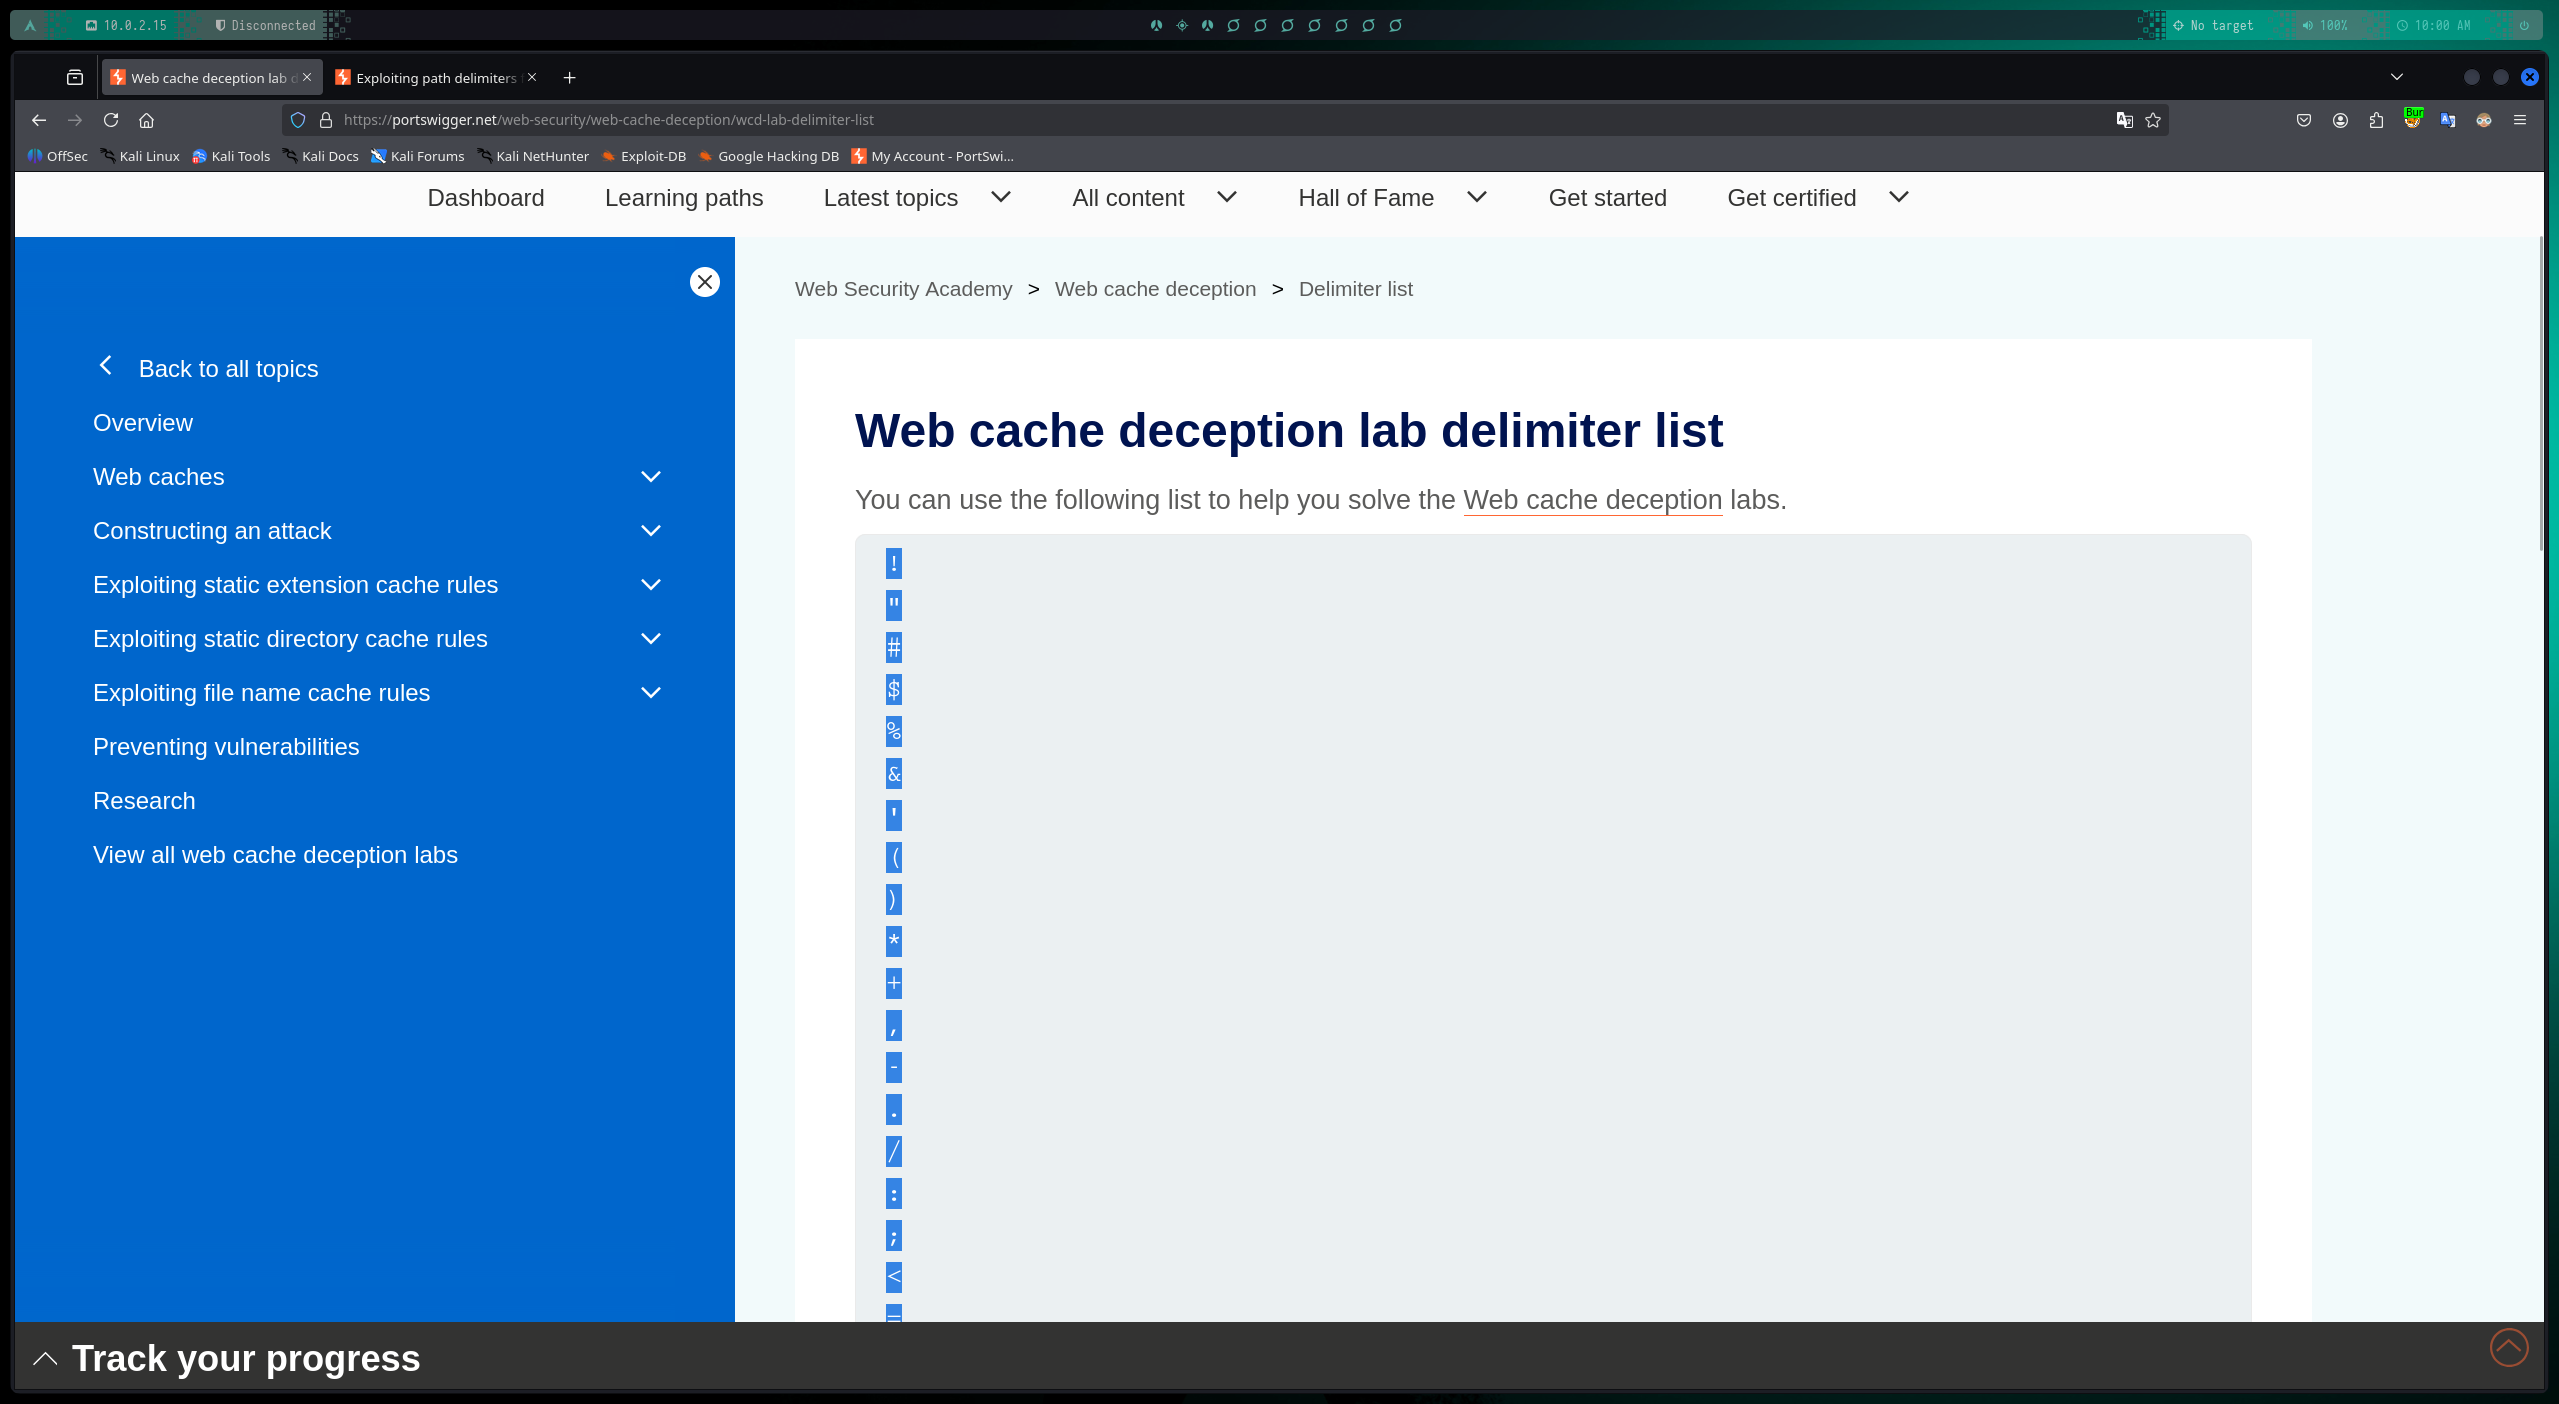 10.0.2.15 Disconnected No target 100% 10:00 AM
Web cache deception lab d Exploiting path delimiters
https://portswigger.net/web-security/web-cache-deception/wcd-lab-delimiter-list Bur
OffSec Kali Linux Kali Tools Kali Docs Kali Forums Kali NetHunter Exploit-DB Google Hacking DB My Account - PortSwi...
Dashboard Learning paths Latest topics All content Hall of Fame Get started Get certified
Web Security Academy > Web cache deception > Delimiter list
Back to all topics
Overview
Web caches
Constructing an attack
Exploiting static extension cache rules
Exploiting static directory cache rules
Exploiting file name cache rules
Preventing vulnerabilities
Research
View all web cache deception labs
Web cache deception lab delimiter list
You can use the following list to help you solve the Web cache deception labs.
!
"
#
$
%
&
'
(
)
*
+
,
-
.
/
:
;
<
=
Track your progress